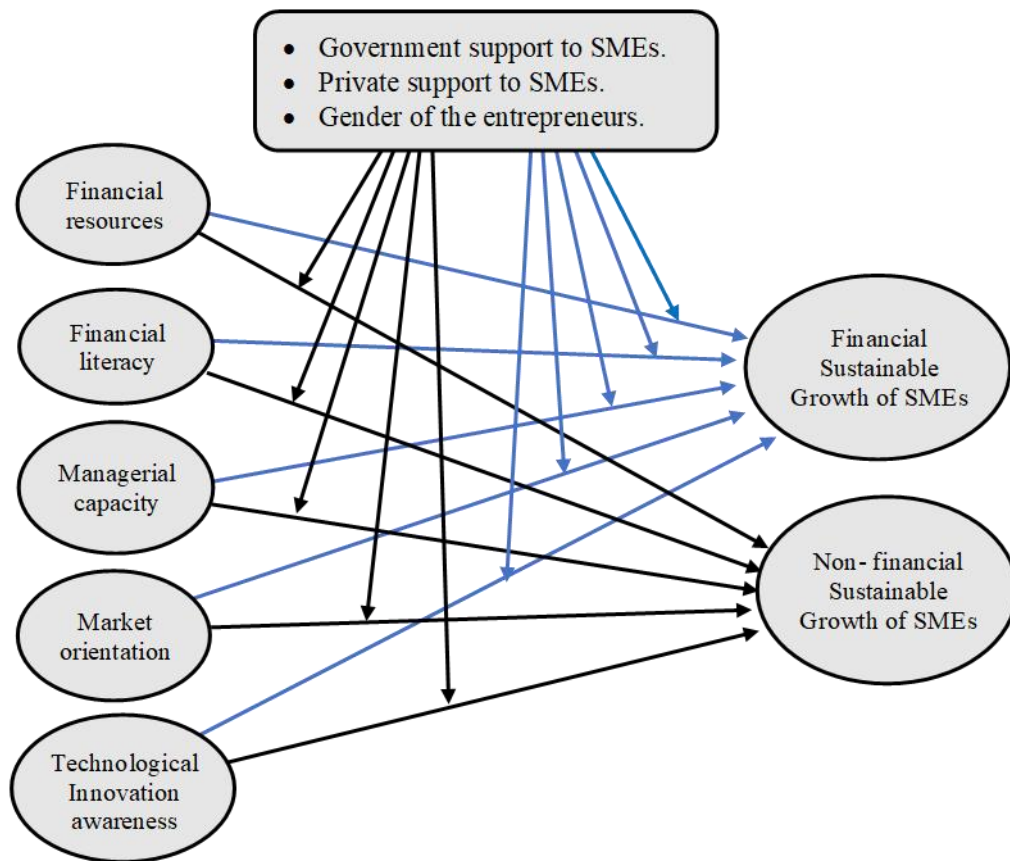 • Government support to SMEs.
• Private support to SMEs.
• Gender of the entrepreneurs.
Financial
resources
Financial
literacy
Managerial
capacity
Market
orientation
Technological
Innovation
awareness
Financial
Sustainable
Growth of SMEs
Non- financial
Sustainable
Growth of SMEs